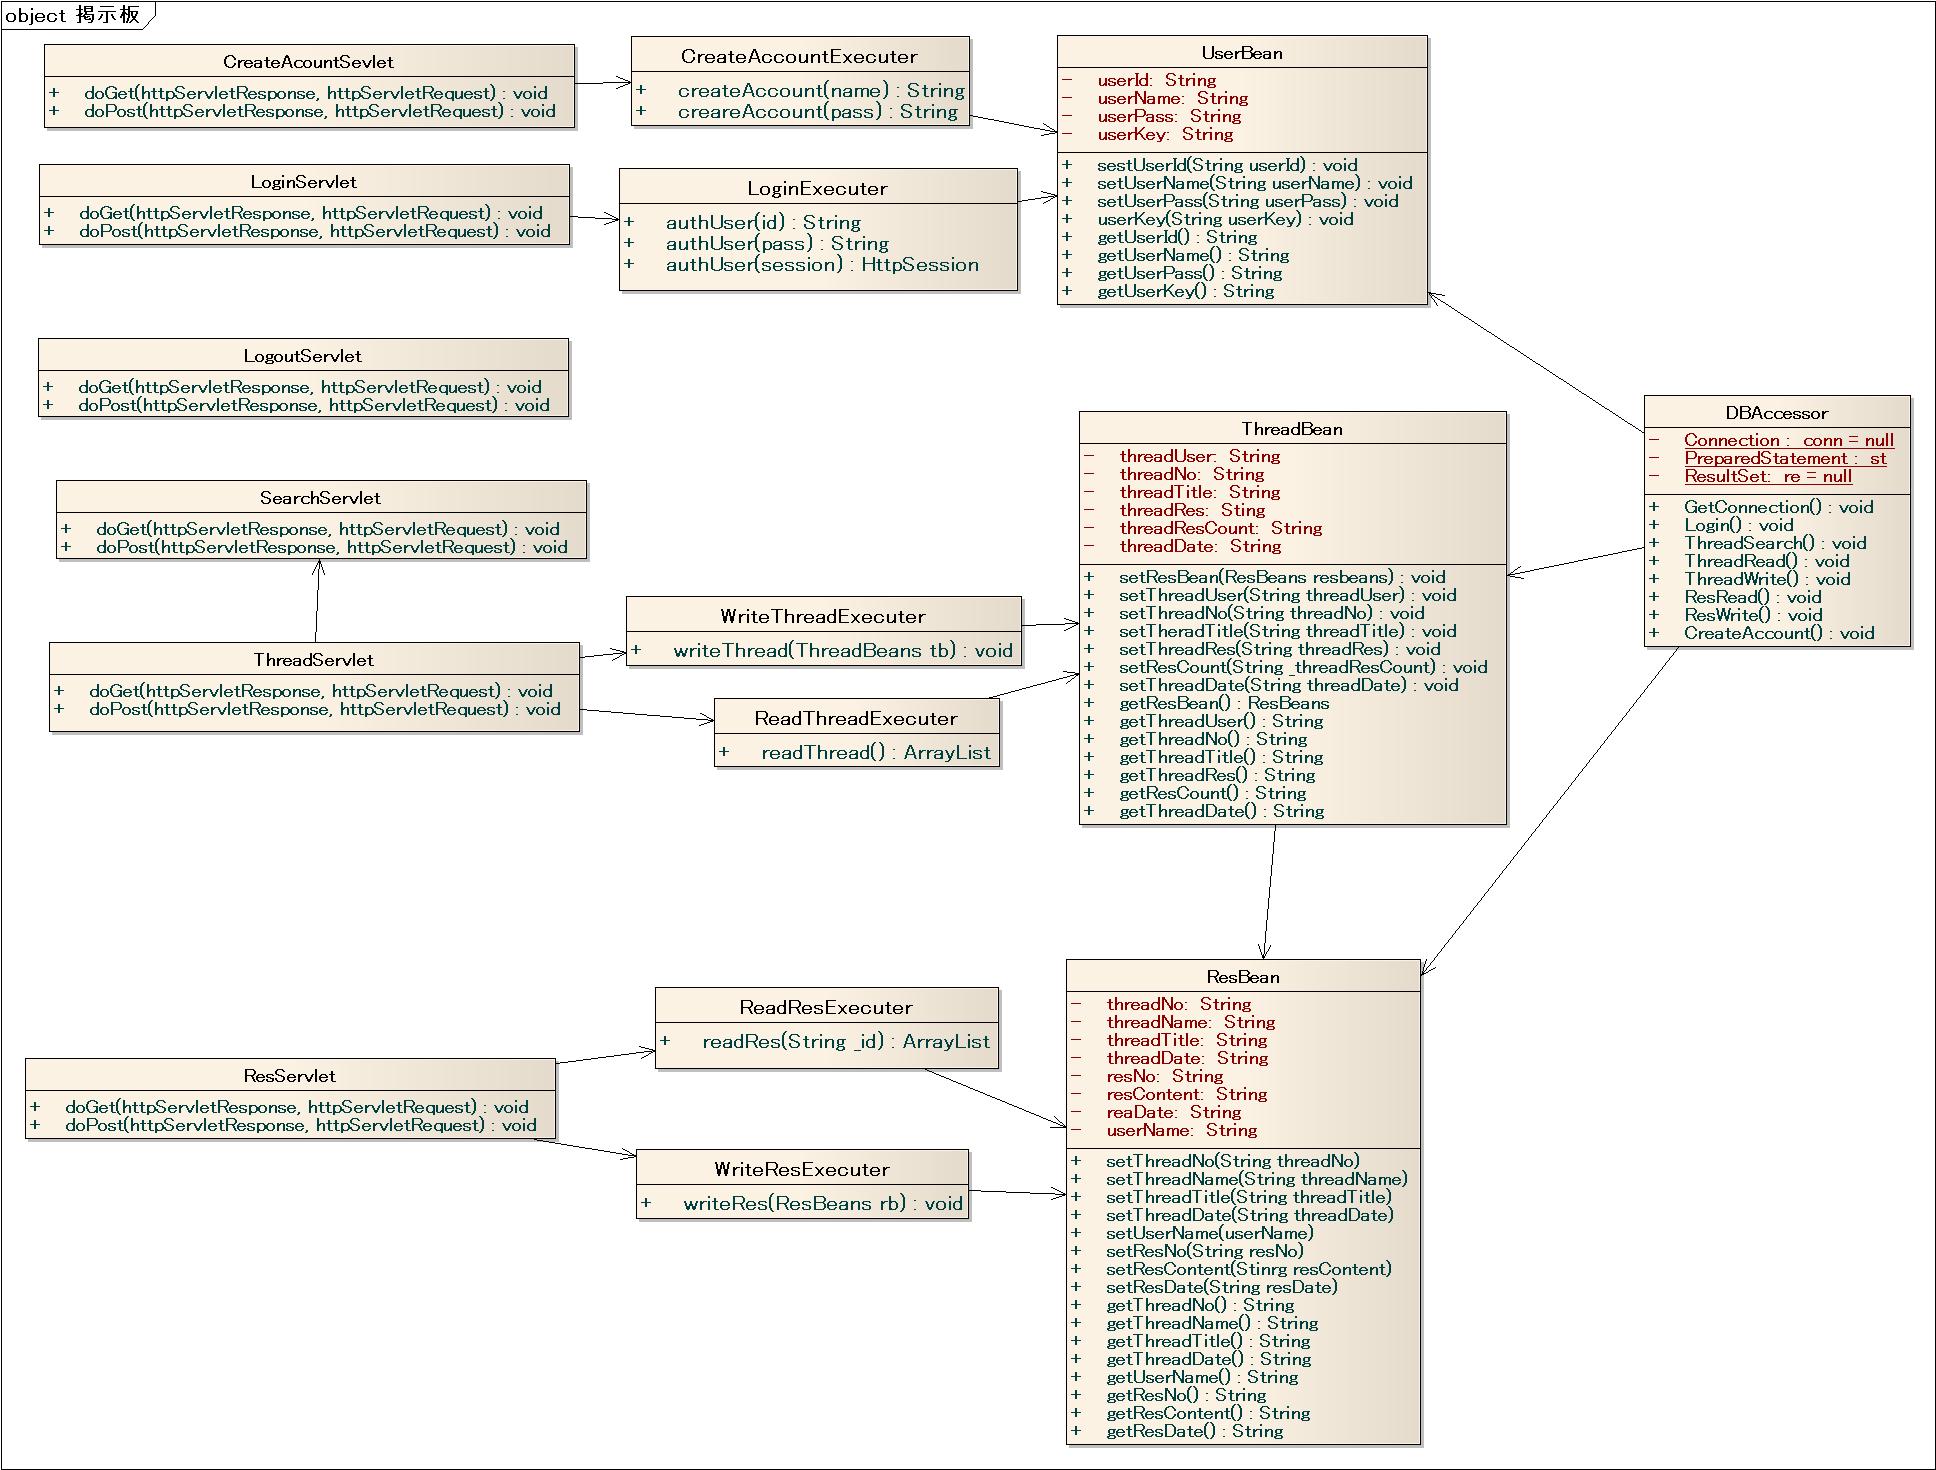 object 掲示板
CreateAcountSevlet
+ doGet(httpServletResponse, httpServletRequest) : void
+ doPost(httpServletResponse, httpServletRequest) : void
CreateAccountExecuter
+ createAccount(name) : String
+ creareAccount(pass) : String
UserBean
- userId: String
- userName: String
- userPass: String
- userKey: String
+ sestUserId(String userId) : void
+ setUserName(String userName) : void
+ setUserPass(String userPass) : void
+ userKey(String userKey) : void
+ getUserId() : String
+ getUserName() : String
+ getUserPass() : String
+ getUserKey() : String
LoginServlet
+ doGet(httpServletResponse, httpServletRequest) : void
+ doPost(httpServletResponse, httpServletRequest) : void
LoginExecuter
+ authUser(id) : String
+ authUser(pass) : String
+ authUser(session) : HttpSession
LogoutServlet
+ doGet(httpServletResponse, httpServletRequest) : void
+ doPost(httpServletResponse, httpServletRequest) : void
DBAccessor
- Connection : conn = null
- PreparedStatement : st
- ResultSet: re = null
+ GetConnection() : void
+ Login() : void
+ ThreadSearch() : void
+ ThreadRead() : void
+ ThreadWrite() : void
+ ResRead() : void
+ ResWrite() : void
+ CreateAccount() : void
ThreadBean
- threadUser: String
- threadNo: String
- threadTitle: String
- threadRes: Sting
- threadResCount: String
- threadDate: String
+ setResBean(ResBeans resbeans) : void
+ setThreadUser(String threadUser) : void
+ setThreadNo(String threadNo) : void
+ setTheradTitle(String threadTitle) : void
+ setThreadRes(String threadRes) : void
+ setResCount(String _threadResCount) : void
+ setThreadDate(String threadDate) : void
+ getResBean() : ResBeans
+ getThreadUser() : String
+ getThreadNo() : String
+ getThreadTitle() : String
+ getThreadRes() : String
+ getResCount() : String
+ getThreadDate() : String
SearchServlet
+ doGet(httpServletResponse, httpServletRequest) : void
+ doPost(httpServletResponse, httpServletRequest) : void
WriteThreadExecuter
+ writeThread(ThreadBeans tb) : void
ThreadServlet
+ doGet(httpServletResponse, httpServletRequest) : void
+ doPost(httpServletResponse, httpServletRequest) : void
ReadThreadExecuter
+ readThread() : ArrayList
ResBean
- threadNo: String
- threadName: String
- threadTitle: String
- threadDate: String
- resNo: String
- resContent: String
- reaDate: String
- userName: String
+ setThreadNo(String threadNo)
+ setThreadName(String threadName)
+ setThreadTitle(String threadTitle)
+ setThreadDate(String threadDate)
+ setUserName(userName)
+ setResNo(String resNo)
+ setResContent(Stinrg resContent)
+ setResDate(String resDate)
+ getThreadNo() : String
+ getThreadName() : String
+ getThreadTitle() : String
+ getThreadDate() : String
+ getUserName() : String
+ getResNo() : String
+ getResContent() : String
+ getResDate() : String
ReadResExecuter
+ readRes(String _id) : ArrayList
ResServlet
+ doGet(httpServletResponse, httpServletRequest) : void
+ doPost(httpServletResponse, httpServletRequest) : void
WriteResExecuter
+ writeRes(ResBeans rb) : void